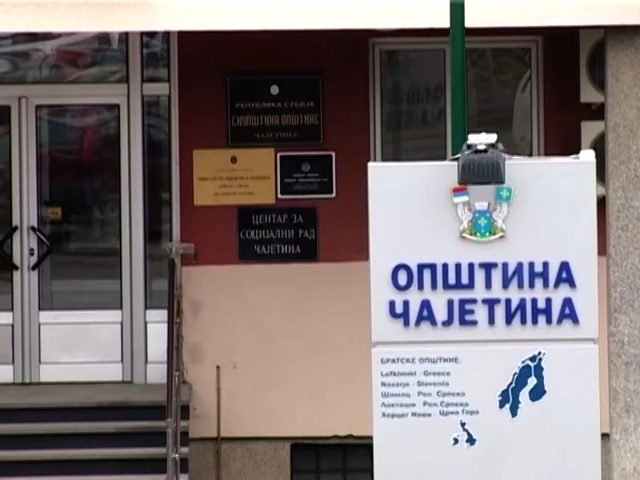 РЕПУБЛИКА СРБИЈА
СКУПШТИНА ОПШТИНЕ
ЧАЈЕТИНА
ЦЕНТАР ЗА
СОЦИЈАЛНИ РАД
ЧАЈЕТИНА
ОПШТИНА
ЧАЈЕТИНА
БРАТСКЕ ОПШТИНЕ
Lefkimmi - Greece
Nazarje - Slovenia
Шамац - Реп. Српска
Лакташи - Реп. Српска
Херцег Нови - Црна Гора